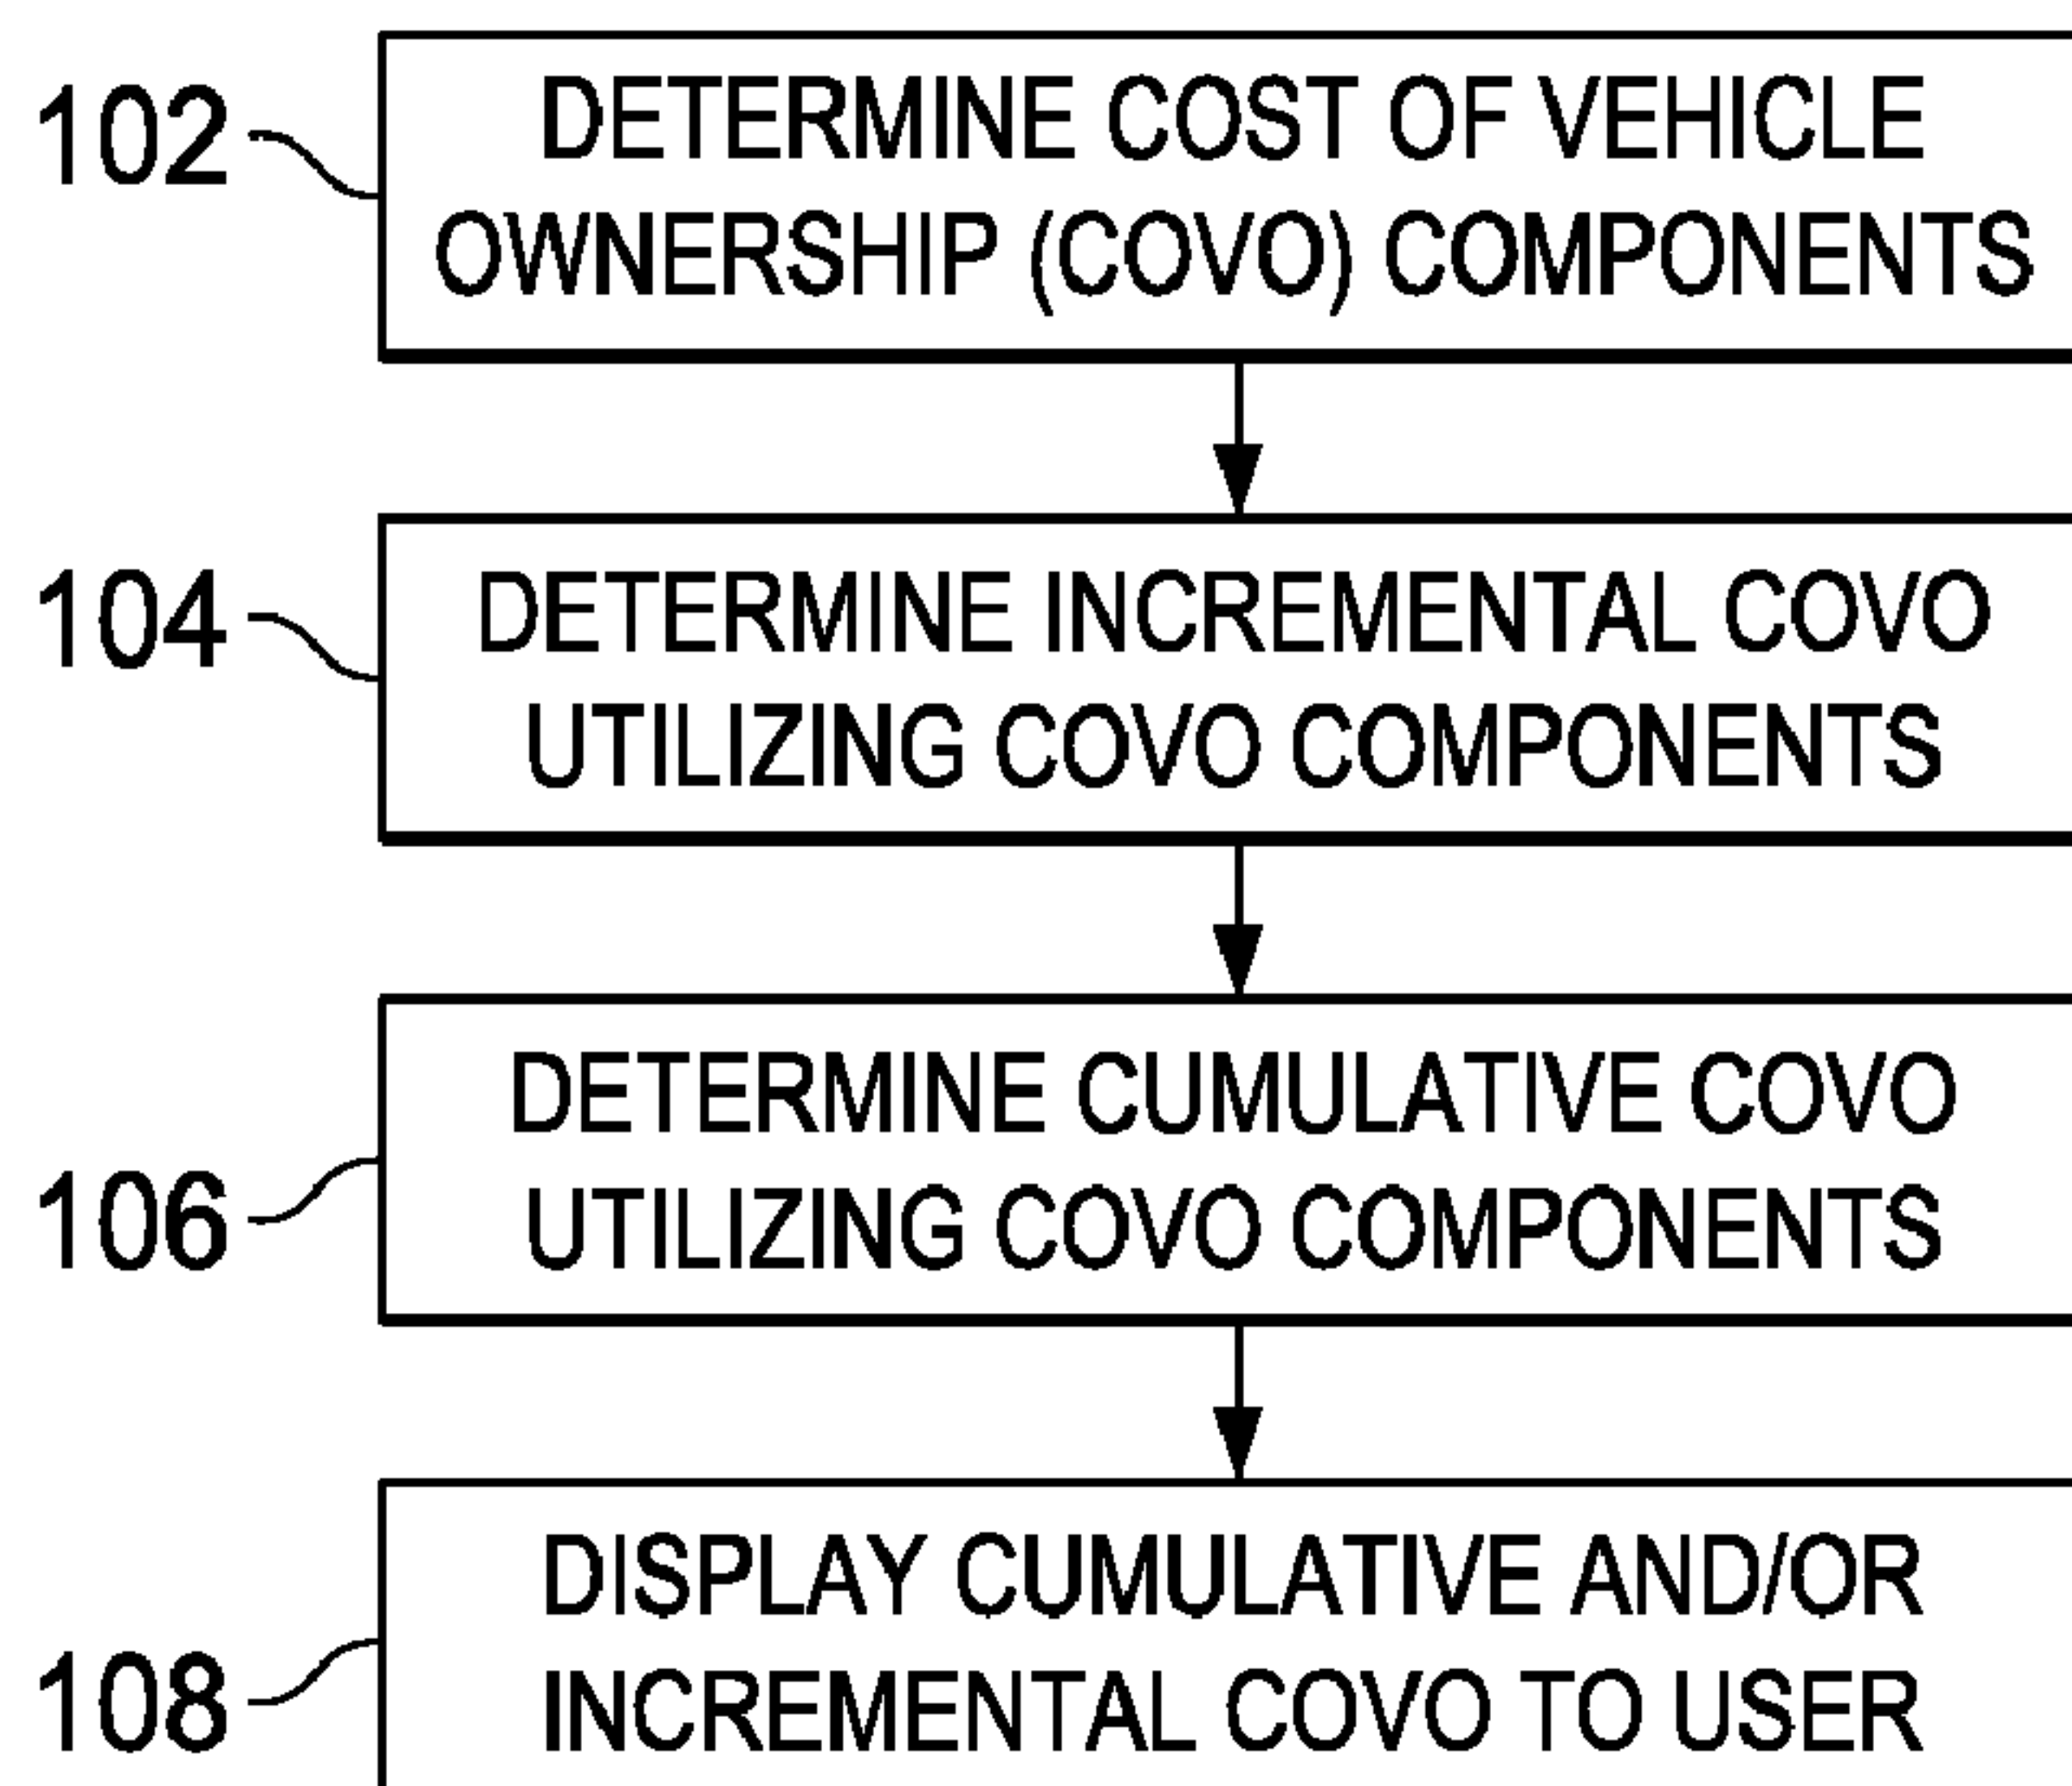 102
DETERMINE COST OF VEHICLE
OWNERSHIP (COVO) COMPONENTS
104
DETERMINE INCREMENTAL COVO
UTILIZING COVO COMPONENTS
106
DETERMINE CUMULATIVE COVO
UTILIZING COVO COMPONENTS
108
DISPLAY CUMULATIVE AND/OR
INCREMENTAL COVO TO USER